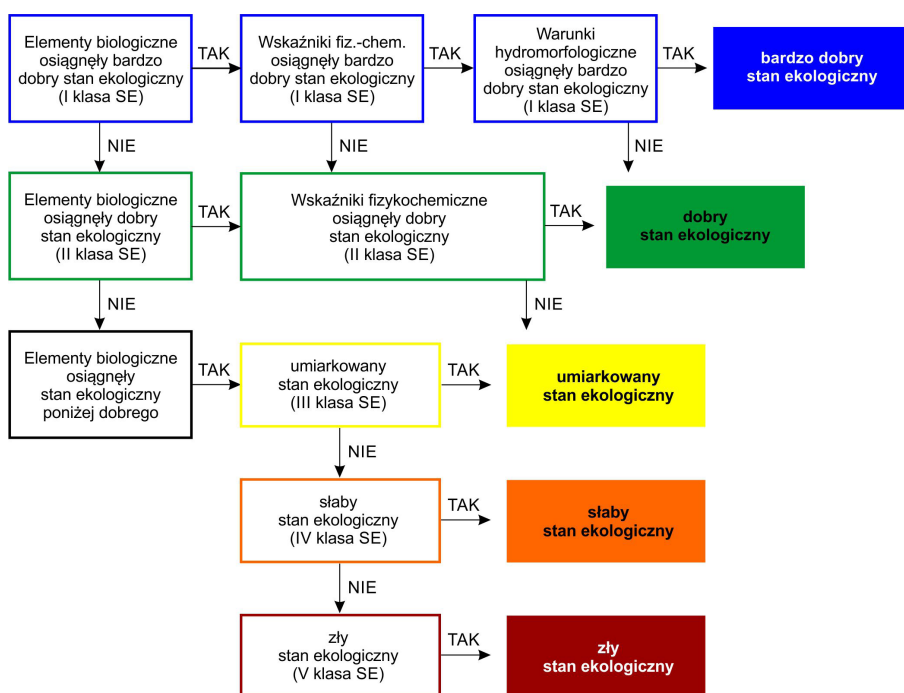 Elementy biologiczne
osiągnęły bardzo
dobry stan ekologiczny
(I klasa SE)
TAK
Wskaźniki fiz.-chem.
osiągnęły bardzo
dobry stan ekologiczny
(I klasa SE)
TAK
Warunki
hydromorfologiczne
osiągnęły bardzo
dobry stan ekologiczny
(I klasa SE)
TAK
bardzo dobry
stan ekologiczny
NIE
NIE
NIE
Elementy biologiczne
osiągnęły dobry
stan ekologiczny
(II klasa SE)
TAK
Wskaźniki fizykochemiczne
osiągnęły dobry
stan ekologiczny
(II klasa SE)
TAK
dobry
stan ekologiczny
NIE
NIE
Elementy biologiczne
osiągnęły
stan ekologiczny
poniżej dobrego
TAK
umiarkowany
stan ekologiczny
(III klasa SE)
TAK
umiarkowany
stan ekologiczny
NIE
słaby
stan ekologiczny
(IV klasa SE)
TAK
słaby
stan ekologiczny
NIE
zły
stan ekologiczny
(V klasa SE)
TAK
zły
stan ekologiczny